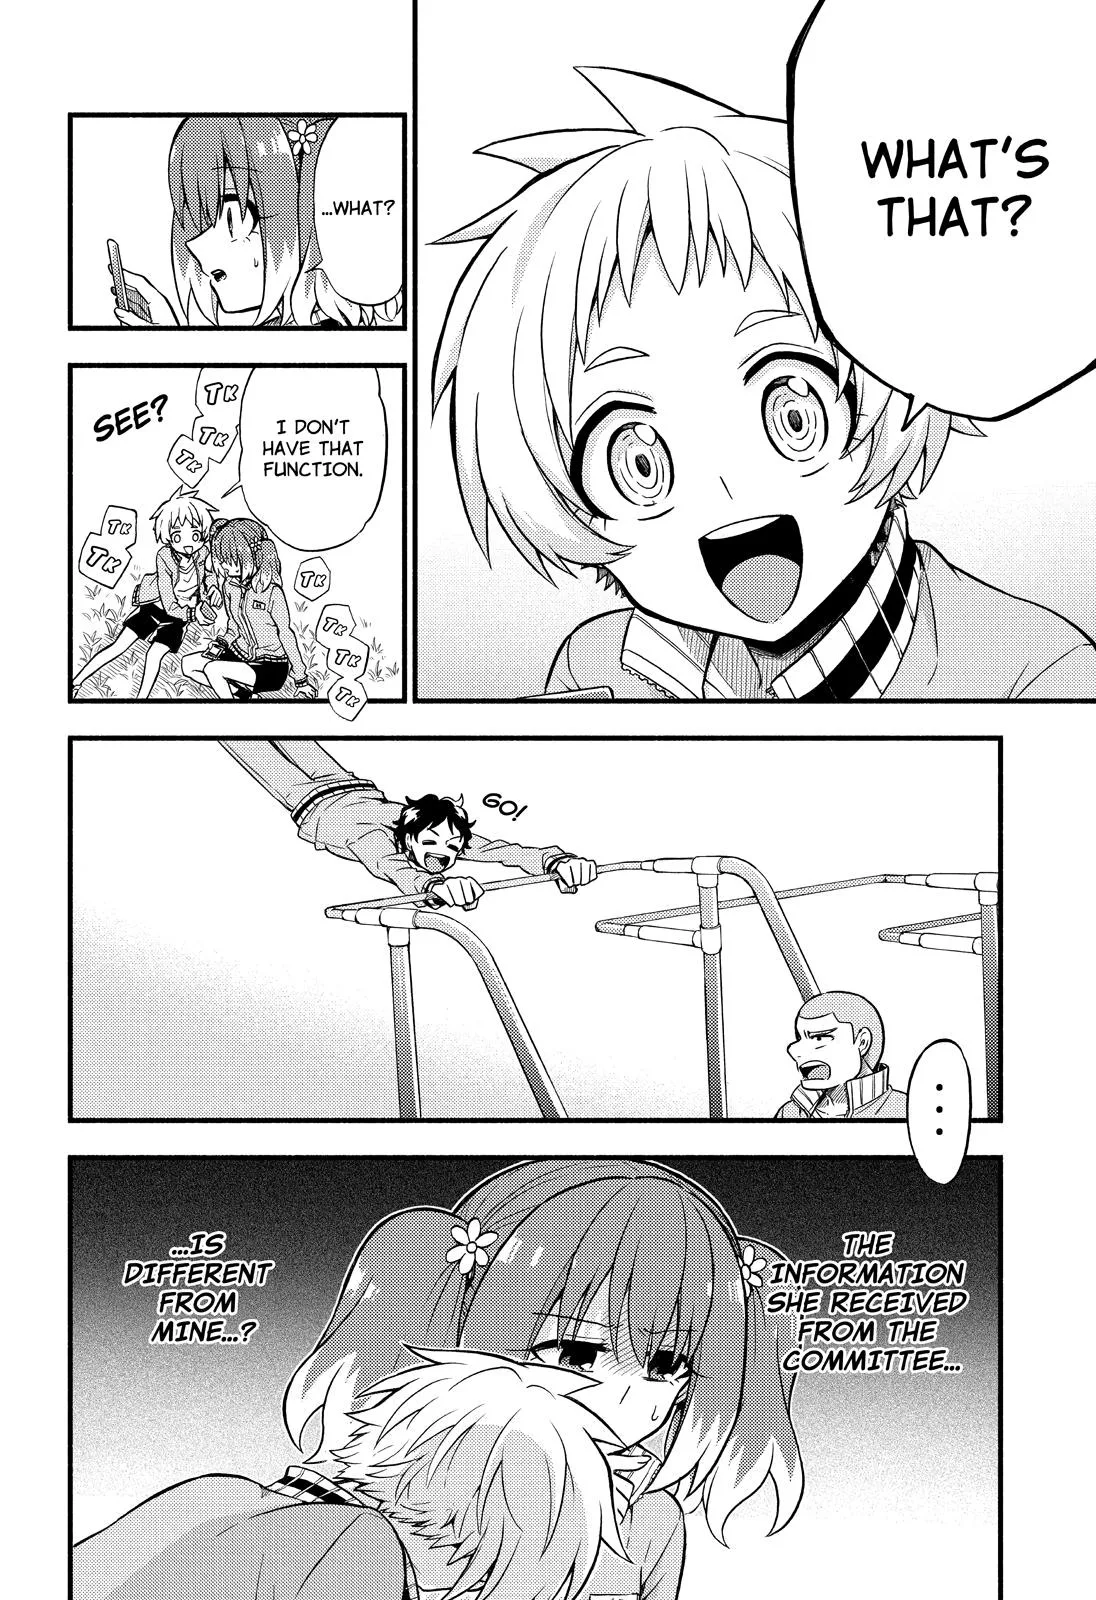 WHAT'S
THAT?
...WHAT?
I DON'T
HAVE THAT
FUNCTION.
SEE?
TK
TK
TK
TK
TK
TK
TK
TK
TK
GO!
...
THE
INFORMATION
SHE RECEIVED
FROM THE
COMMITTEE...
...IS
DIFFERENT
FROM
MINE...?